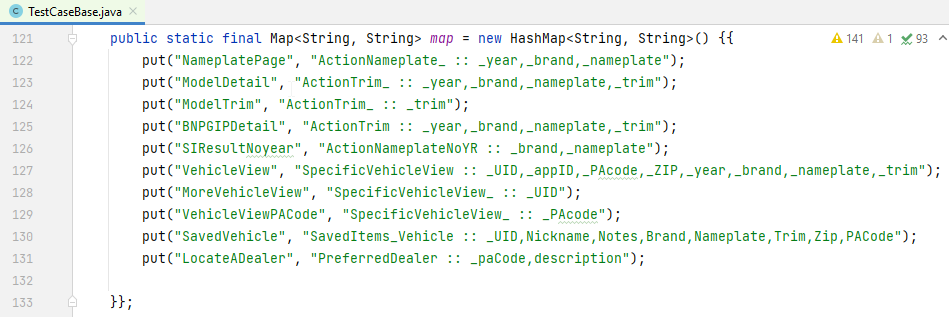 TestCaseBase.java
141 1 93
121 public static final Map<String, String> map = new HashMap<String, String>() {{
122 put("NameplatePage", "ActionNameplate_ :: _year,_brand,_nameplate");
123 put("ModelDetail", "ActionTrim_ :: _year,_brand,_nameplate,_trim");
124 put("ModelTrim", "ActionTrim_ :: _trim");
125 put("BNPGIPDetail", "ActionTrim :: _year,_brand,_nameplate,_trim");
126 put("SIResultNoyear", "ActionNameplateNoYR :: _brand,_nameplate");
127 put("VehicleView", "SpecificVehicleView :: _UID,_appID,_PAcode,_ZIP,_year,_brand,_nameplate,_trim");
128 put("MoreVehicleView", "SpecificVehicleView_ :: _UID");
129 put("VehicleViewPACode", "SpecificVehicleView_ :: _PAcode");
130 put("SavedVehicle", "SavedItems_Vehicle :: _UID,Nickname,Notes,Brand,Nameplate,Trim,Zip,PACode");
131 put("LocateADealer", "PreferredDealer :: _paCode,description");
132
133 }};